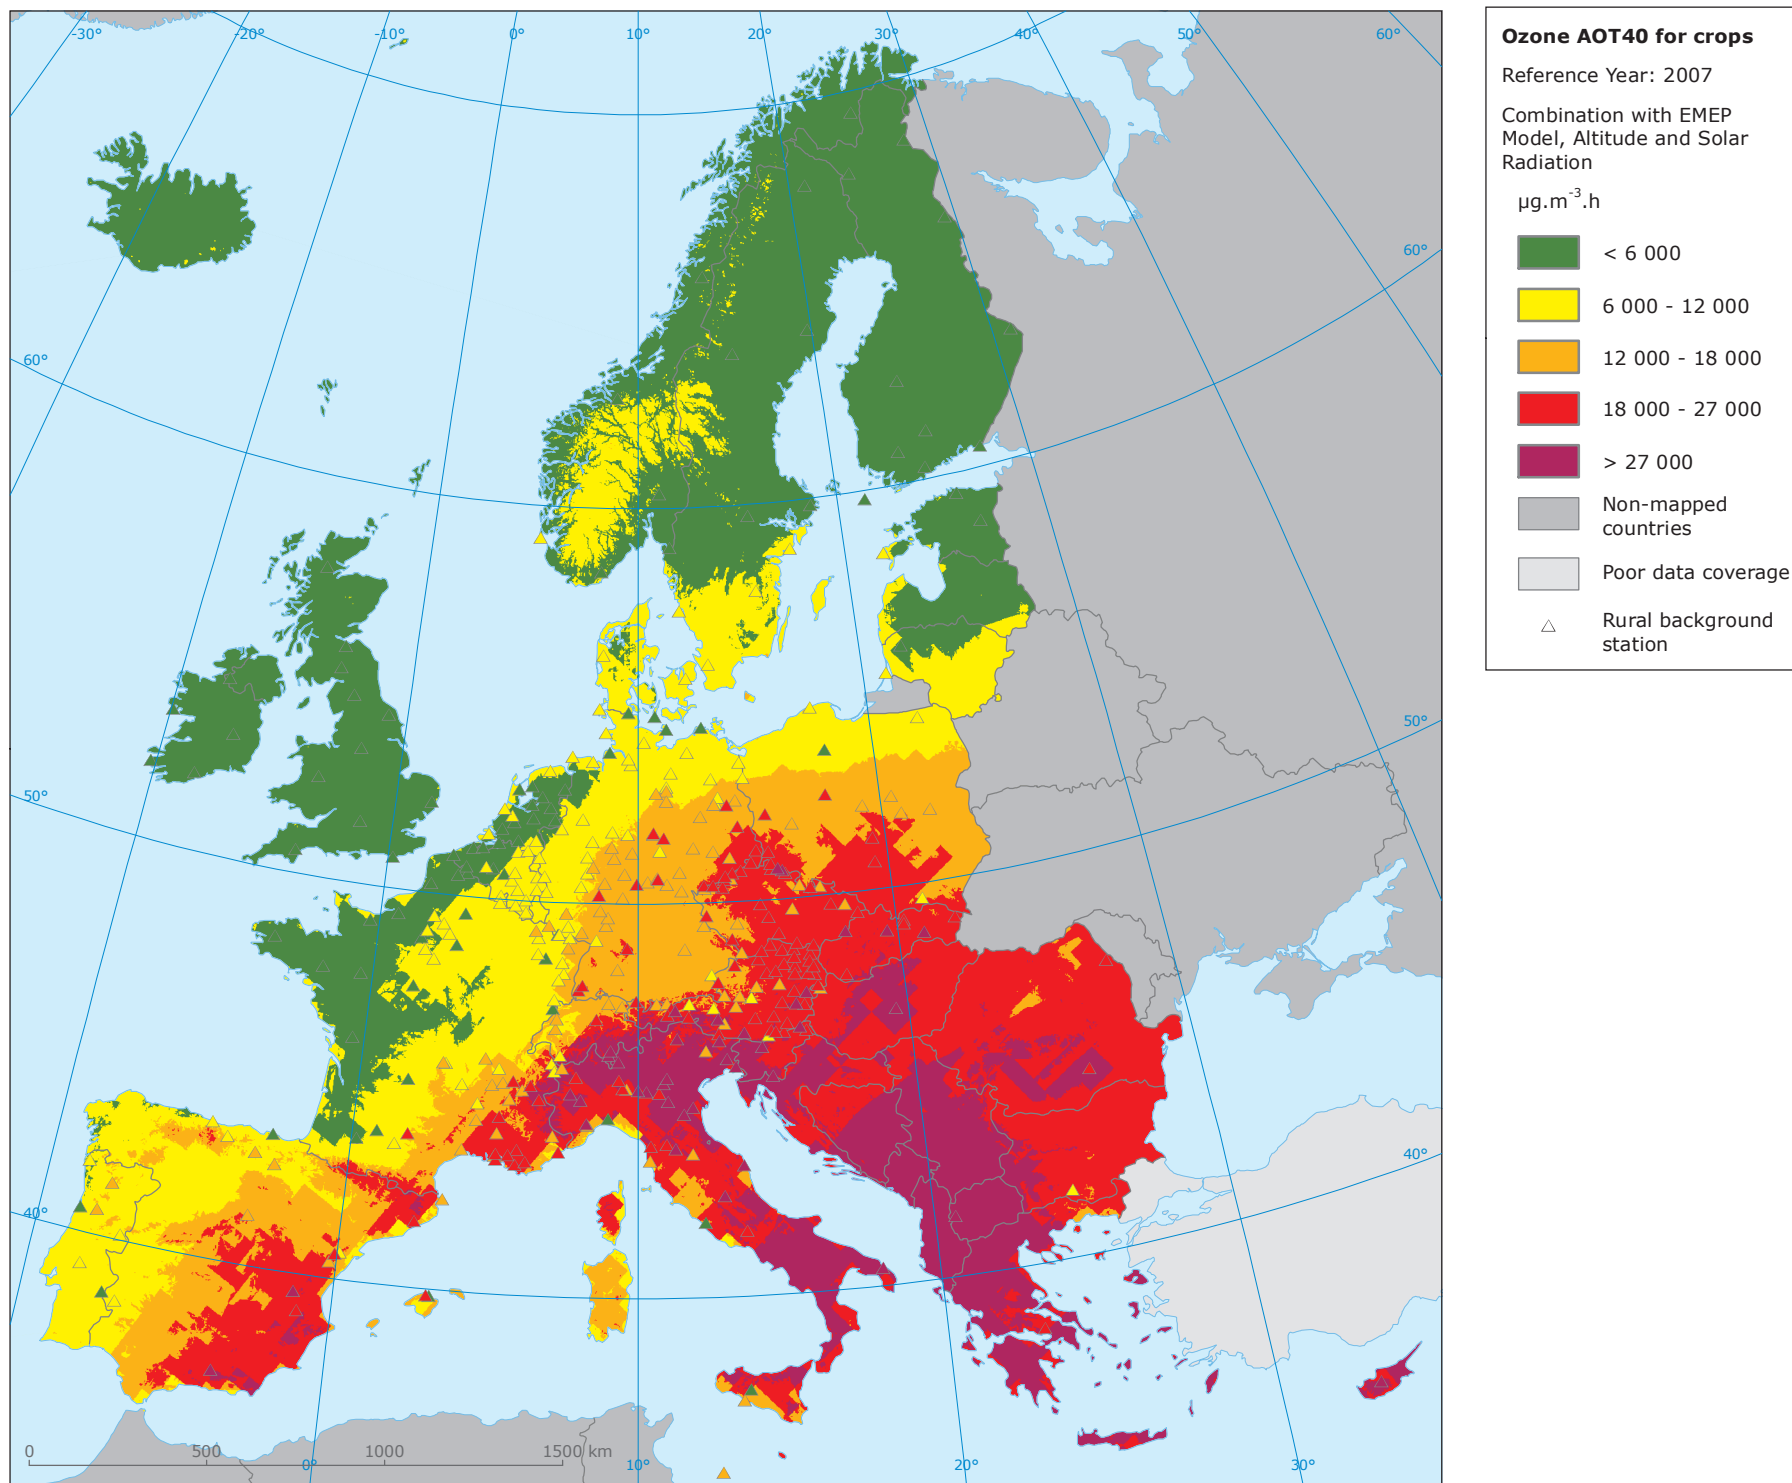 -30°
-20°
-10°
0°
10°
20°
30°
40°
50°
60°
60°
60°
50°
50°
40°
40°
0
500
1000
1500 km
0°
10°
20°
30°
Ozone AOT40 for crops
Reference Year: 2007
Combination with EMEP
Model, Altitude and Solar
Radiation
µg.m-3.h
< 6 000
6 000 - 12 000
12 000 - 18 000
18 000 - 27 000
> 27 000
Non-mapped
countries
Poor data coverage
Rural background
station